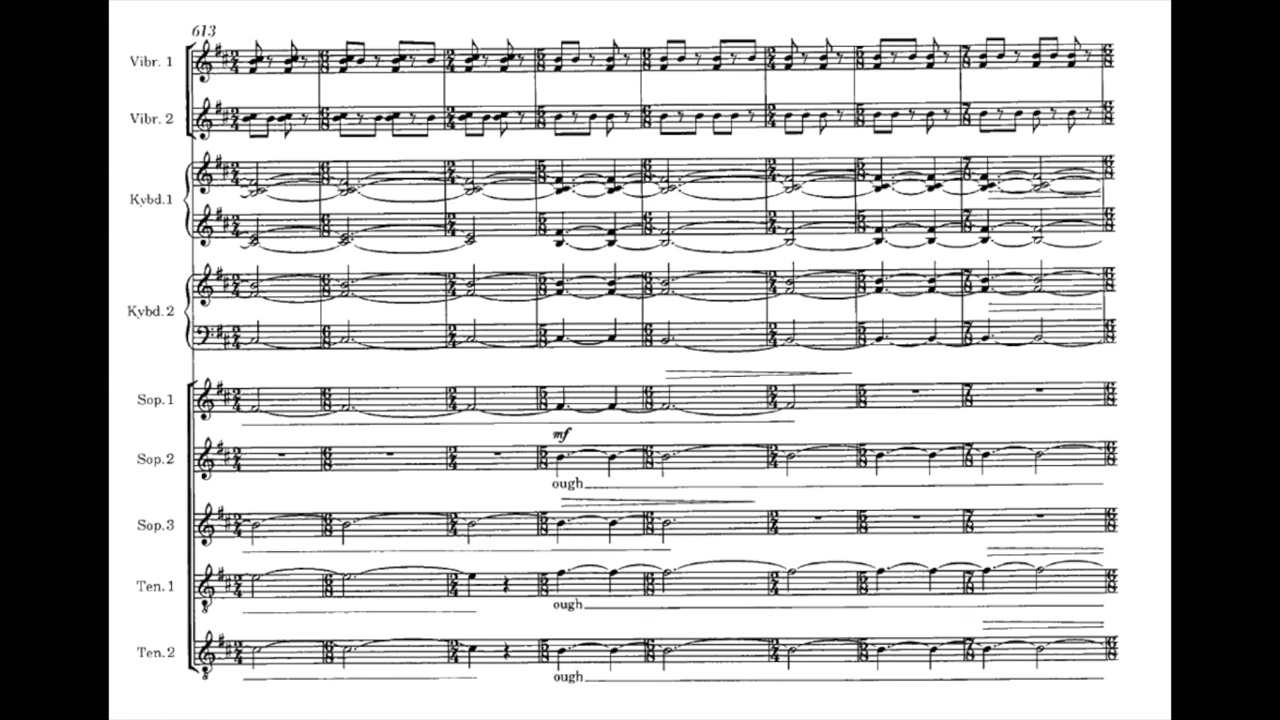 613
Vibr. 1
Vibr. 2
Kybd.1
Kybd.2
Sop.1
mf
Sop.2
ough
Sop.3
Ten.1
ough
Ten.2
ough